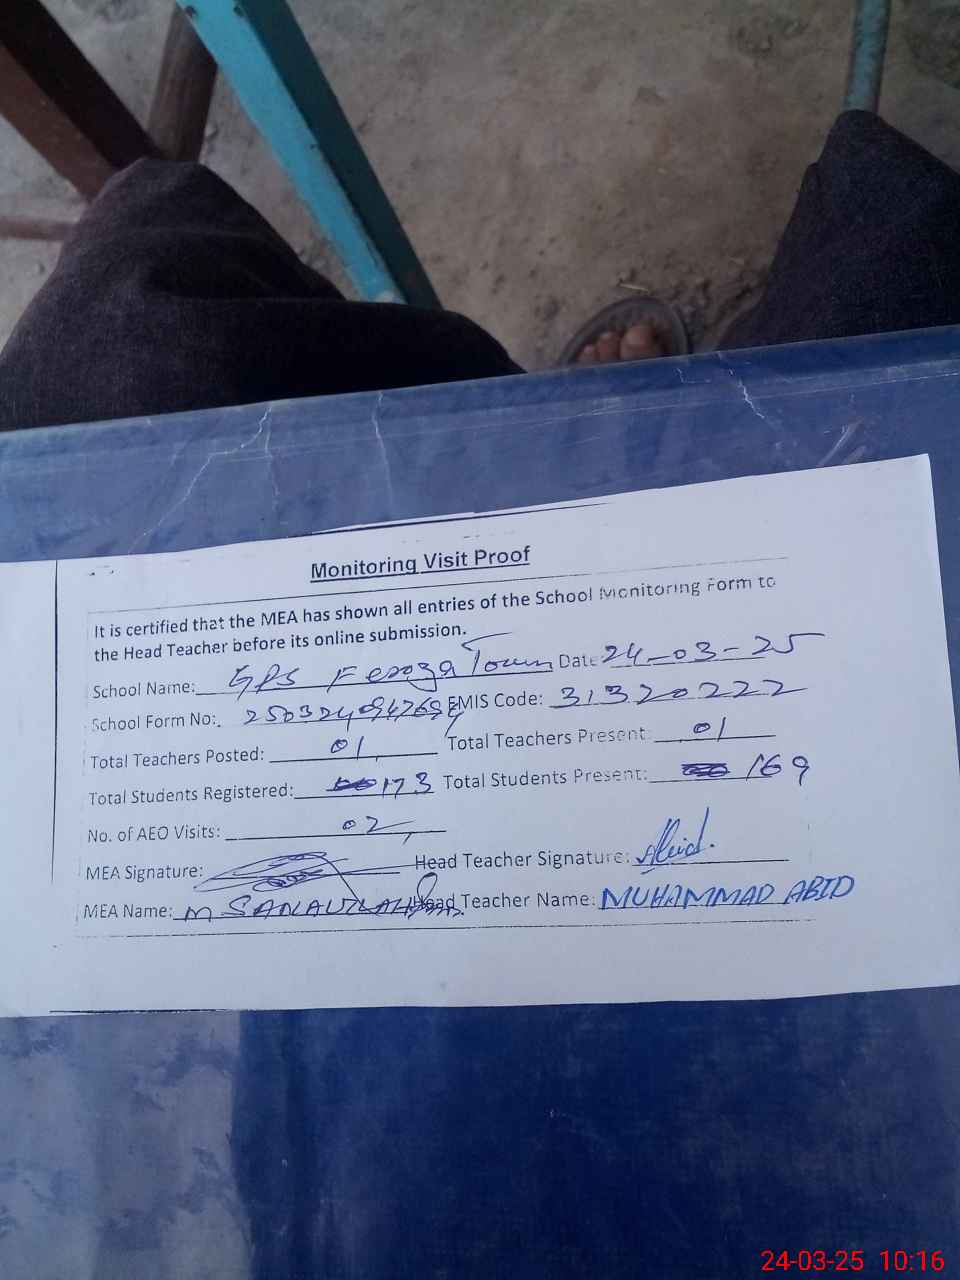 Monitoring Visit Proof
It is certified that the MEA has shown all entries of the School Monitoring Form to
the Head Teacher before its online submission.
School Name: GPS Feroza Town Date 24-03-25
School Form No: EMIS Code: 31320222
Total Teachers Posted: 01 Total Teachers Present: 01
Total Students Registered: 173 Total Students Present: 169
No. of AEO Visits: 02
MEA Signature: Head Teacher Signature: Abid.
MEA Name: M SANAULLAH Head Teacher Name: MUHAMMAD ABID
24-03-25 10:16